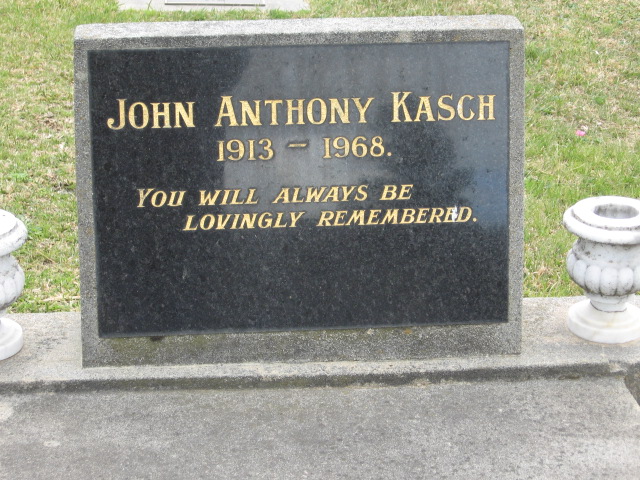 John Anthony Kasch
1913 – 1968.
You will always be
lovingly remembered.